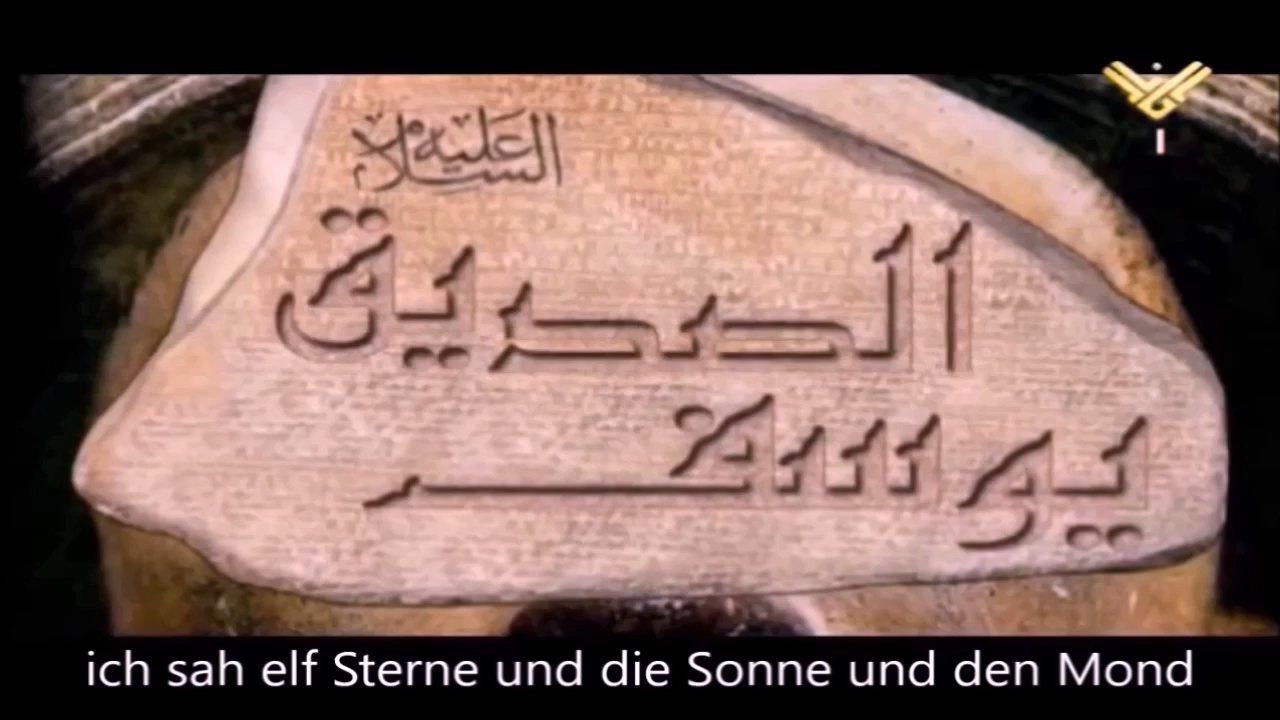 عليه السلام
الصديق
يوسف
ich sah elf Sterne und die Sonne und den Mond